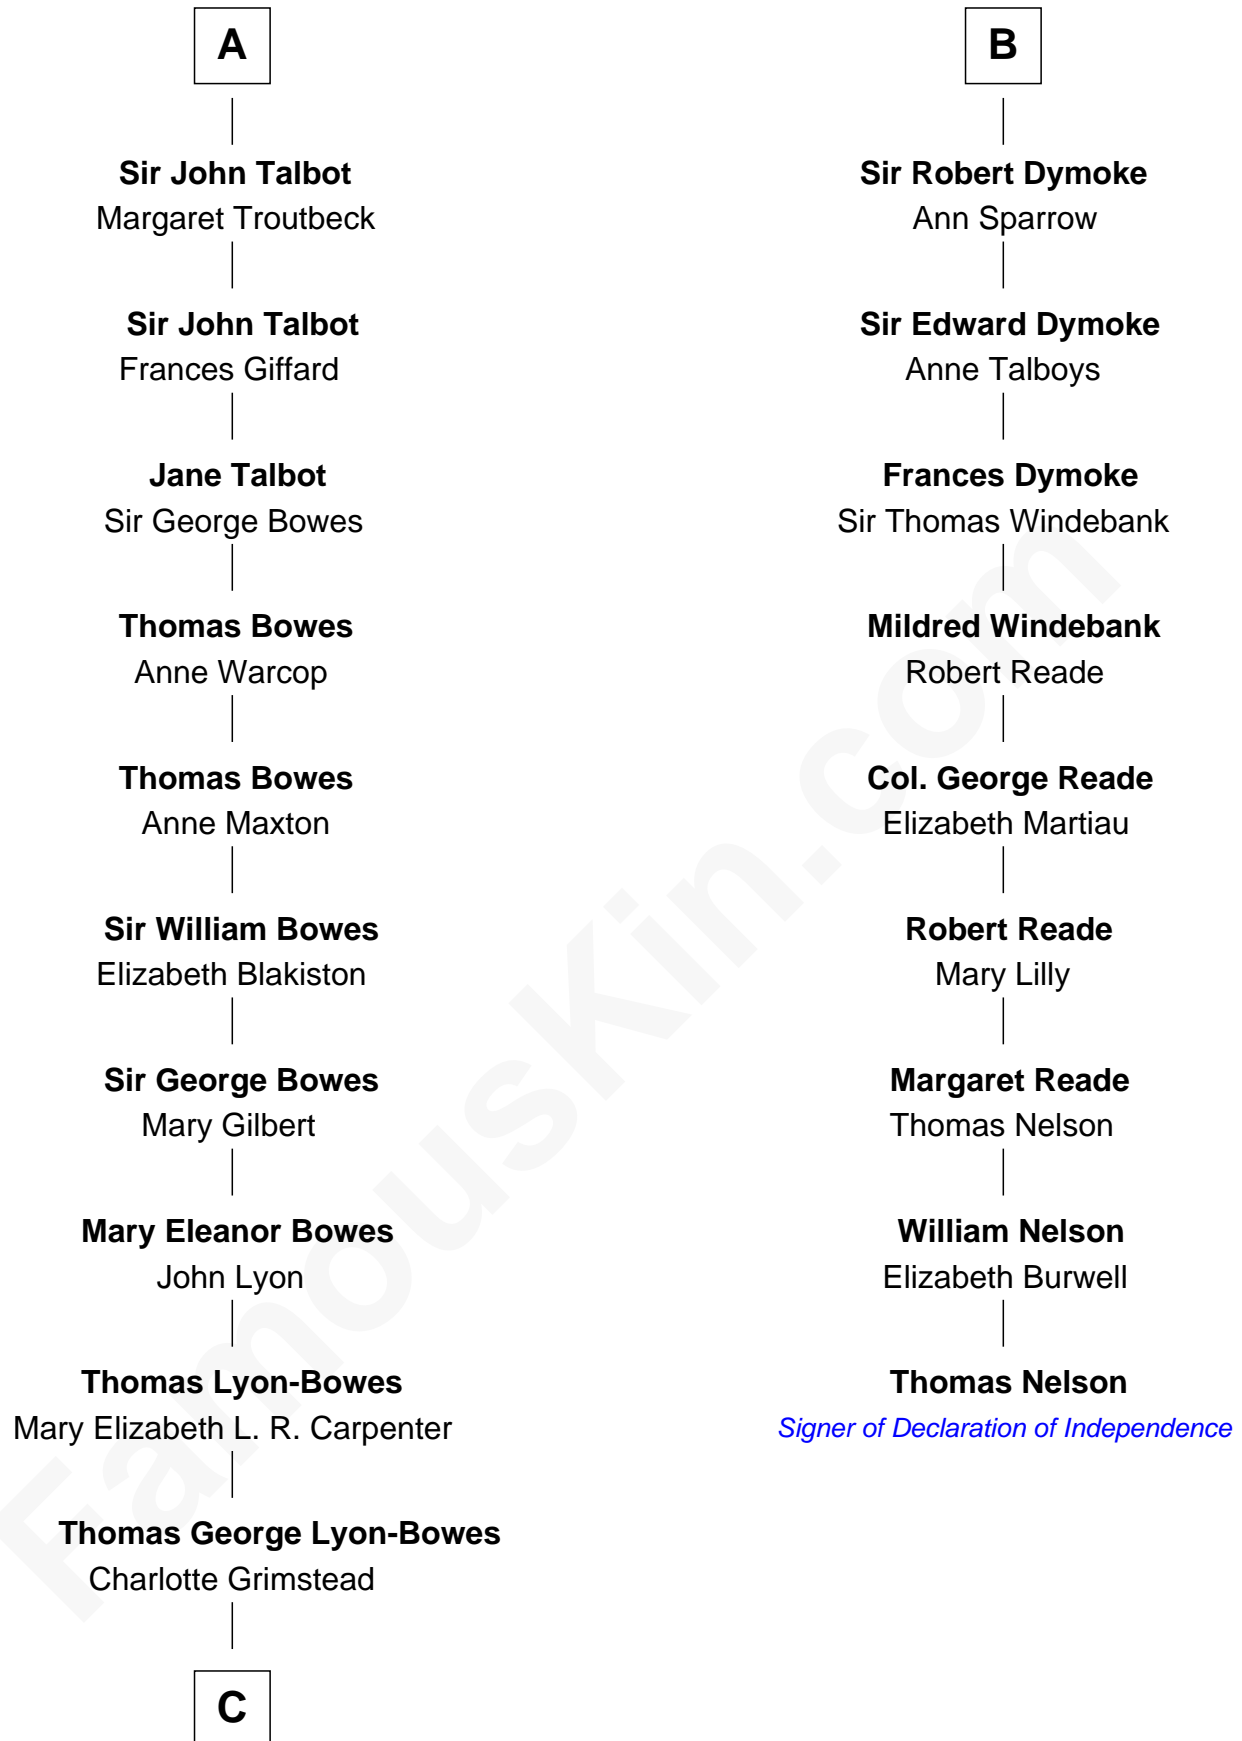 A
Sir John Talbot
Margaret Troutbeck
Sir John Talbot
Frances Giffard
Jane Talbot
Sir George Bowes
Thomas Bowes
Anne Warcop
Thomas Bowes
Anne Maxton
Sir William Bowes
Elizabeth Blakiston
Sir George Bowes
Mary Gilbert
Mary Eleanor Bowes
John Lyon
Thomas Lyon-Bowes
Mary Elizabeth L. R. Carpenter
Thomas George Lyon-Bowes
Charlotte Grimstead
C
B
Sir Robert Dymoke
Ann Sparrow
Sir Edward Dymoke
Anne Talboys
Frances Dymoke
Sir Thomas Windebank
Mildred Windebank
Robert Reade
Col. George Reade
Elizabeth Martiau
Robert Reade
Mary Lilly
Margaret Reade
Thomas Nelson
William Nelson
Elizabeth Burwell
Thomas Nelson
Signer of Declaration of Independence
FamousKin.com